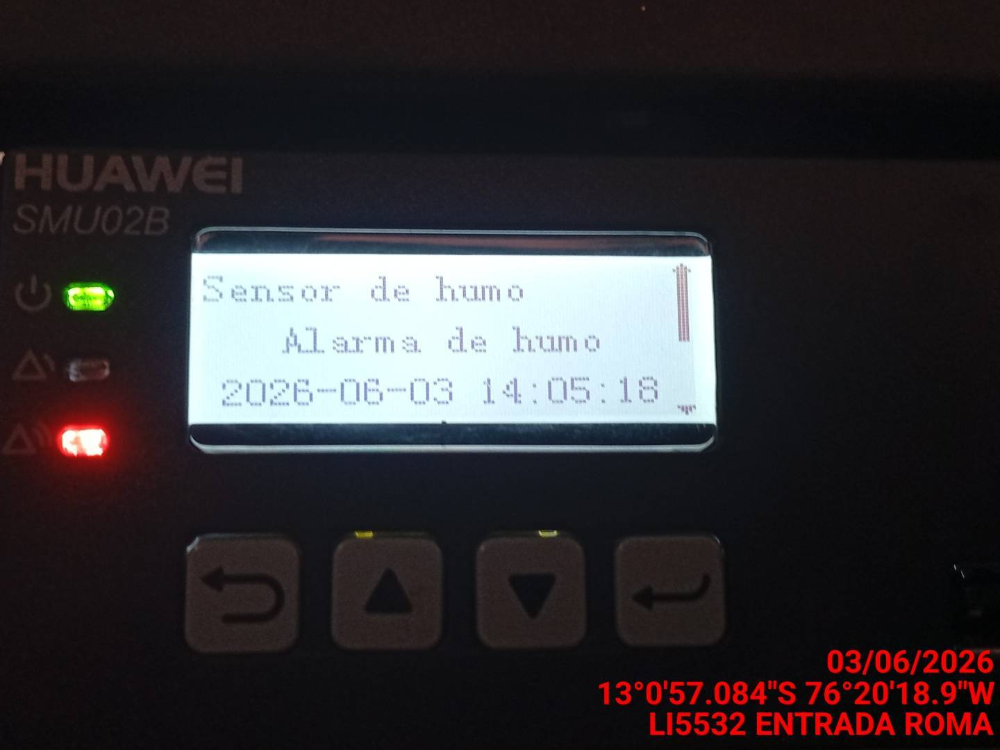 HUAWEI
SMU02B
Sensor de humo
Alarma de humo
2026-06-03 14:05:18
03/06/2026
13°0'57.084"S 76°20'18.9"W
LI5532 ENTRADA ROMA